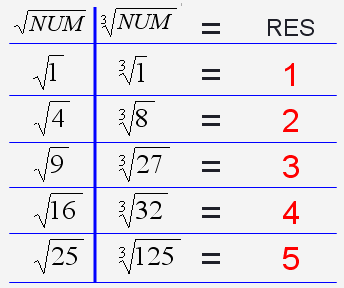 √NUM ∛NUM = RES
√1 ∛1 = 1
√4 ∛8 = 2
√9 ∛27 = 3
√16 ∛32 = 4
√25 ∛125 = 5